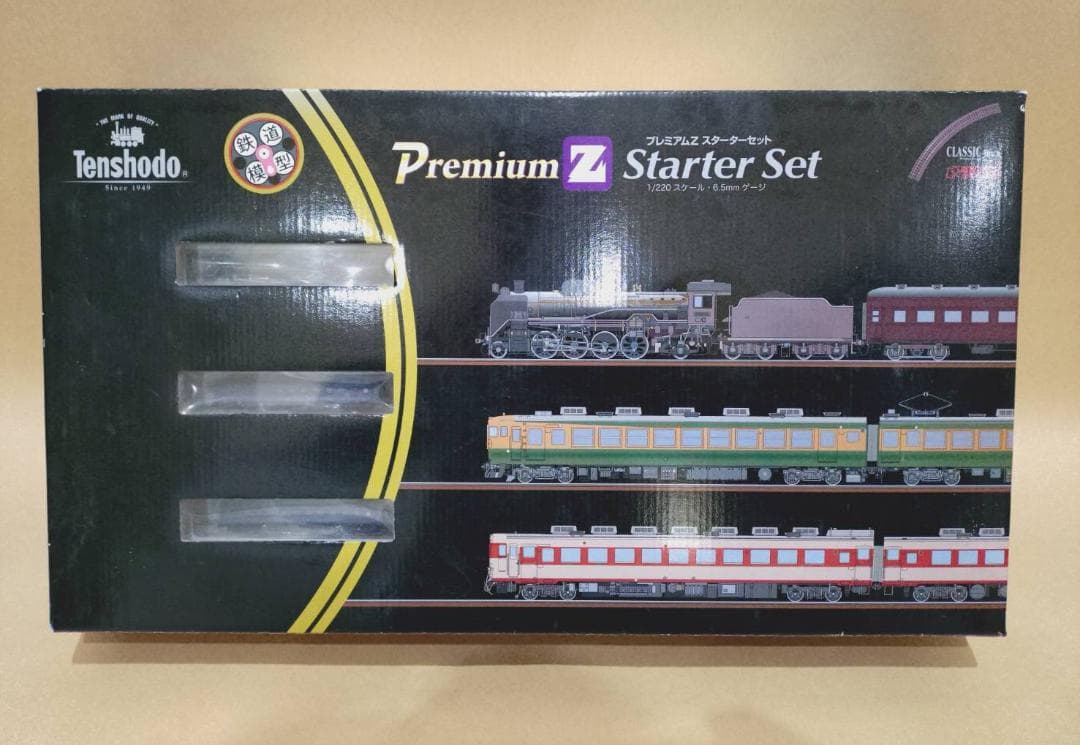 "THE MARK OF QUALITY"
Tenshodo®
Since 1949
鉄道
模型
Premium Z Starter Set
プレミアムZ スターターセット
1/220 スケール・6.5mm ゲージ
CLASSIC